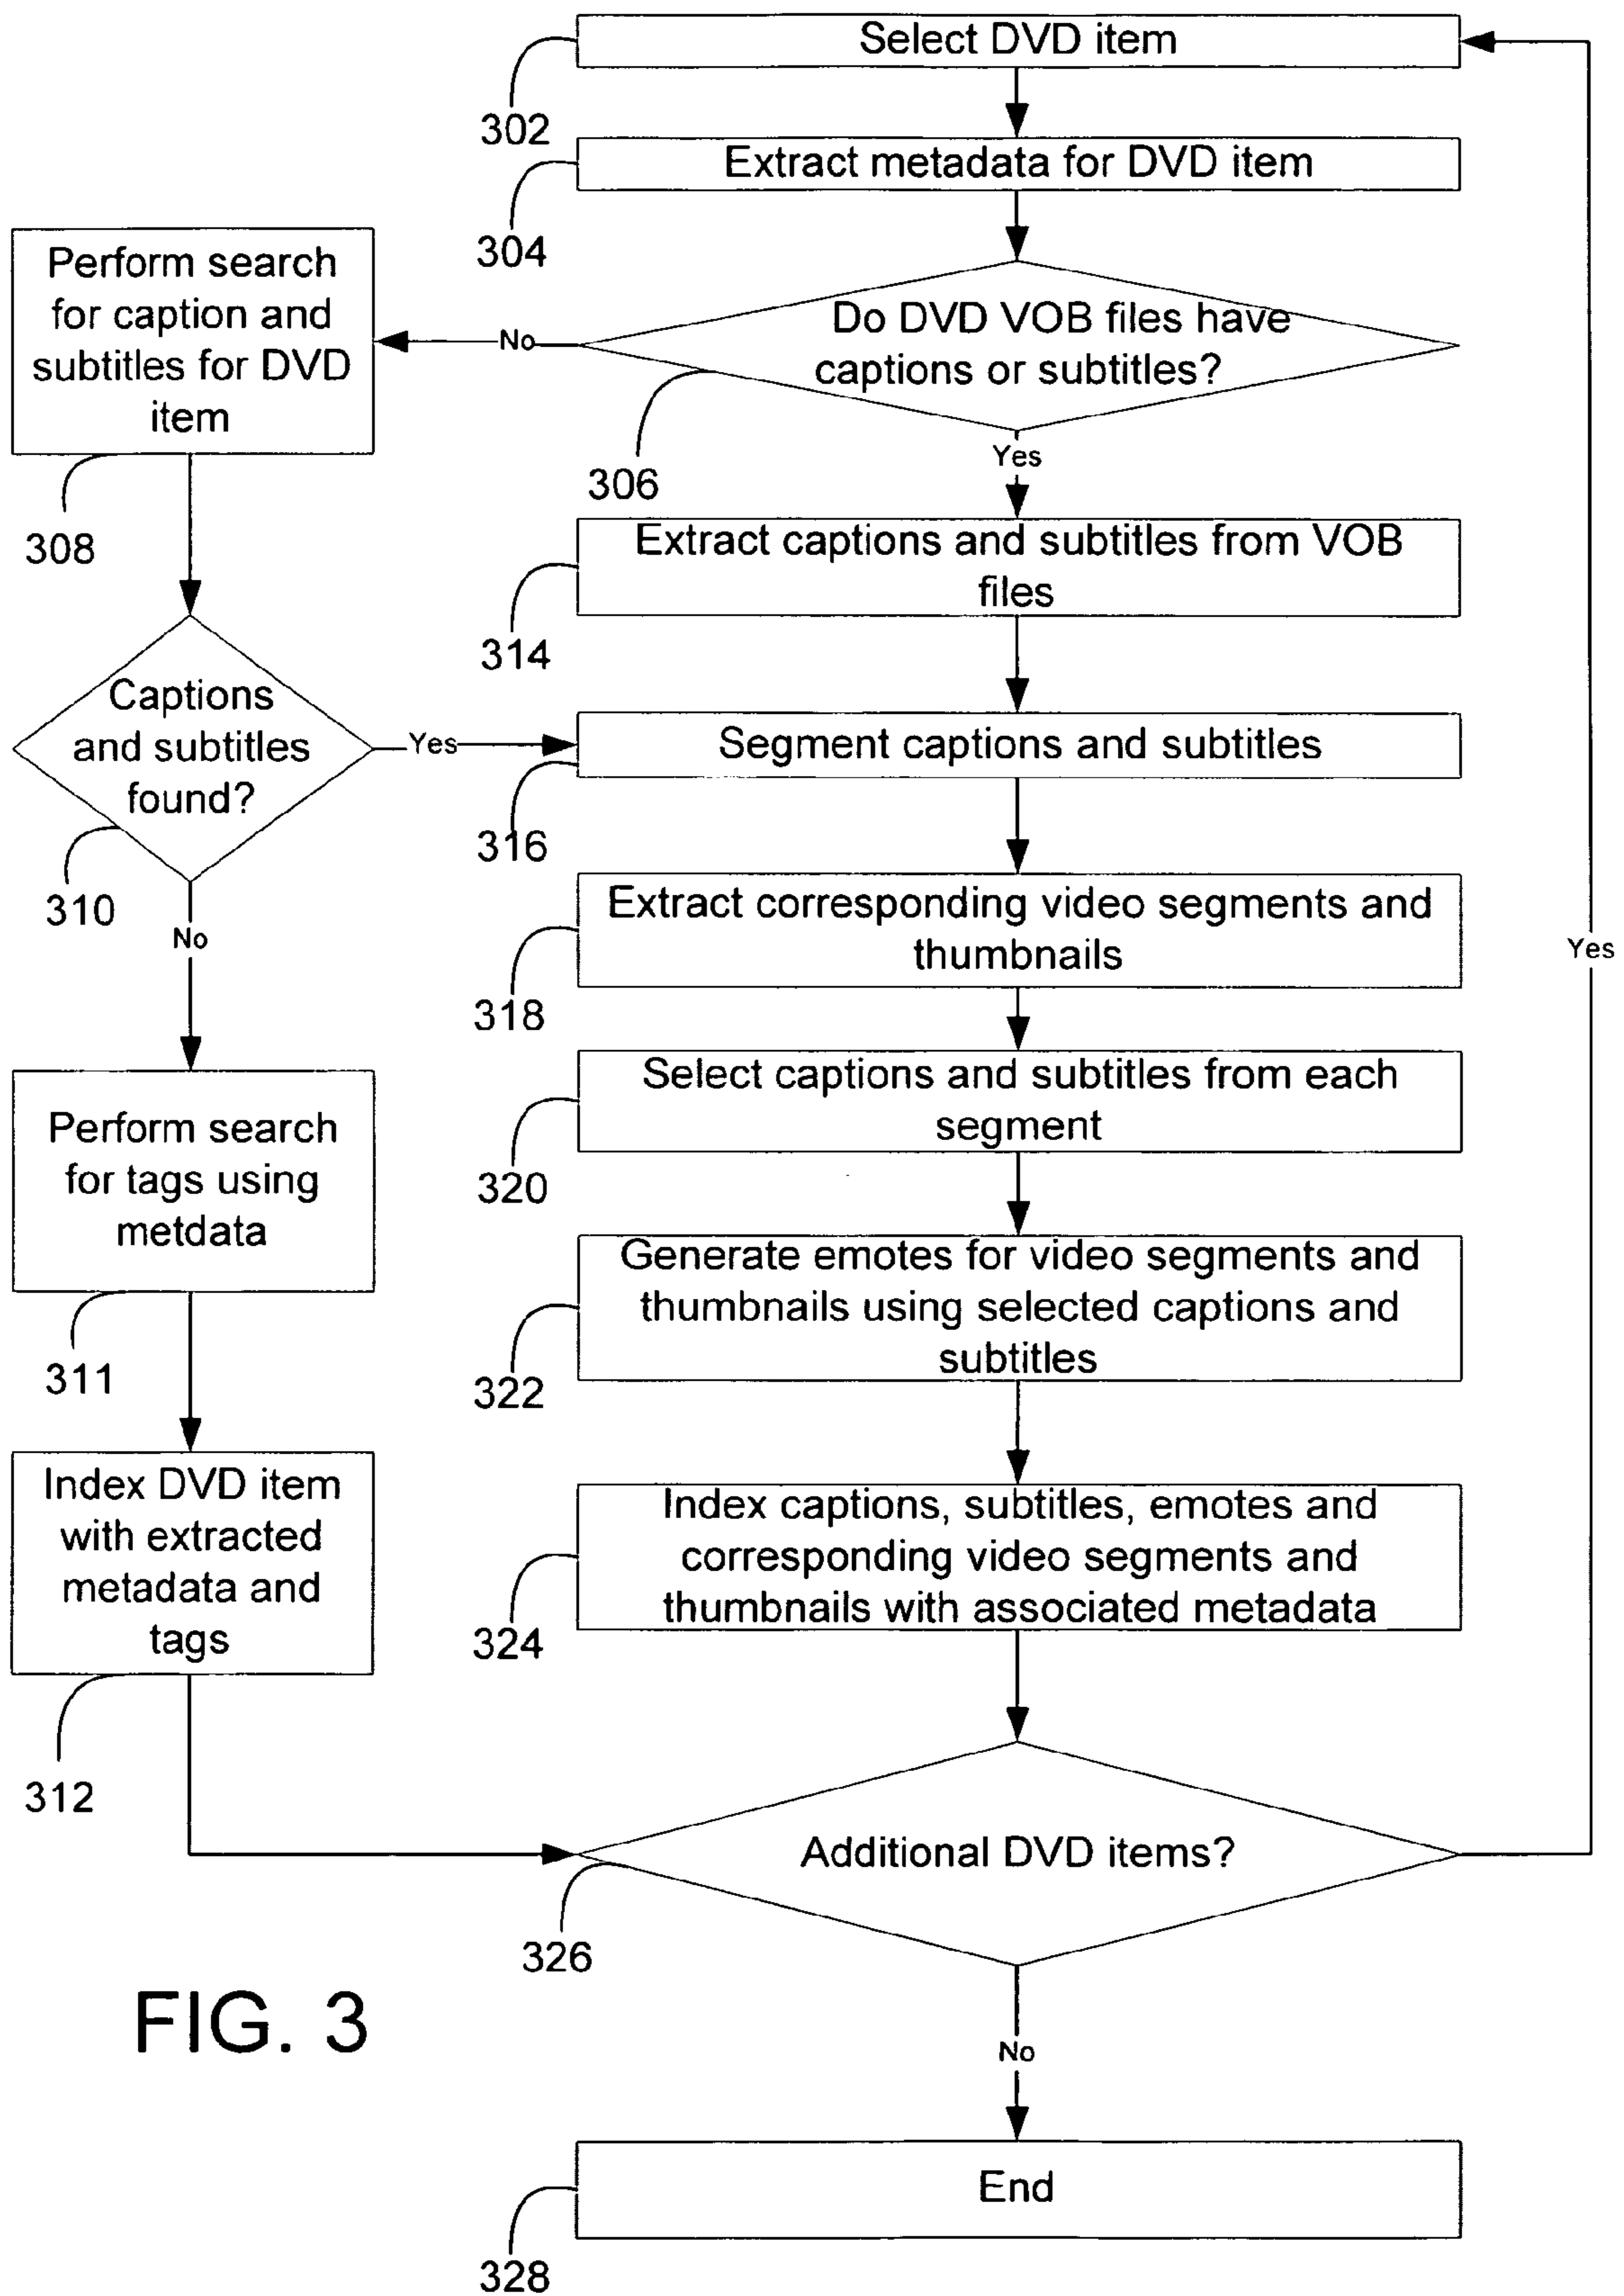 Select DVD item
302
Extract metadata for DVD item
304
Do DVD VOB files have
captions or subtitles?
306
No
Yes
Perform search
for caption and
subtitles for DVD
item
308
Extract captions and subtitles from VOB
files
314
Captions
and subtitles
found?
310
Yes
No
Segment captions and subtitles
316
Extract corresponding video segments and
thumbnails
318
Yes
Select captions and subtitles from each
segment
320
Perform search
for tags using
metdata
311
Generate emotes for video segments and
thumbnails using selected captions and
subtitles
322
Index DVD item
with extracted
metadata and
tags
312
Index captions, subtitles, emotes and
corresponding video segments and
thumbnails with associated metadata
324
Additional DVD items?
326
No
FIG. 3
End
328